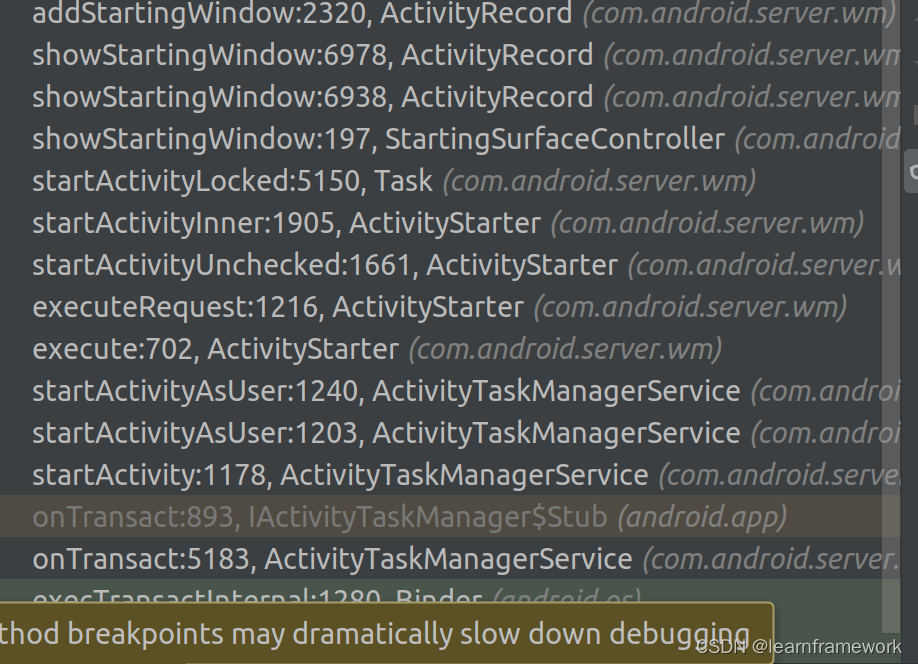 addStartingWindow:2320, ActivityRecord (com.android.server.wm)
showStartingWindow:6978, ActivityRecord (com.android.server.wm
showStartingWindow:6938, ActivityRecord (com.android.server.wm
showStartingWindow:197, StartingSurfaceController (com.android
startActivityLocked:5150, Task (com.android.server.wm)
startActivityInner:1905, ActivityStarter (com.android.server.wm)
startActivityUnchecked:1661, ActivityStarter (com.android.server.w
executeRequest:1216, ActivityStarter (com.android.server.wm)
execute:702, ActivityStarter (com.android.server.wm)
startActivityAsUser:1240, ActivityTaskManagerService (com.androi
startActivityAsUser:1203, ActivityTaskManagerService (com.androi
startActivity:1178, ActivityTaskManagerService (com.android.serve
onTransact:893, IActivityTaskManager$Stub (android.app)
onTransact:5183, ActivityTaskManagerService (com.android.server.
execTransactInternal:1280, Binder (android.os)
thod breakpoints may dramatically slow down debugging
CSDN @learnframework